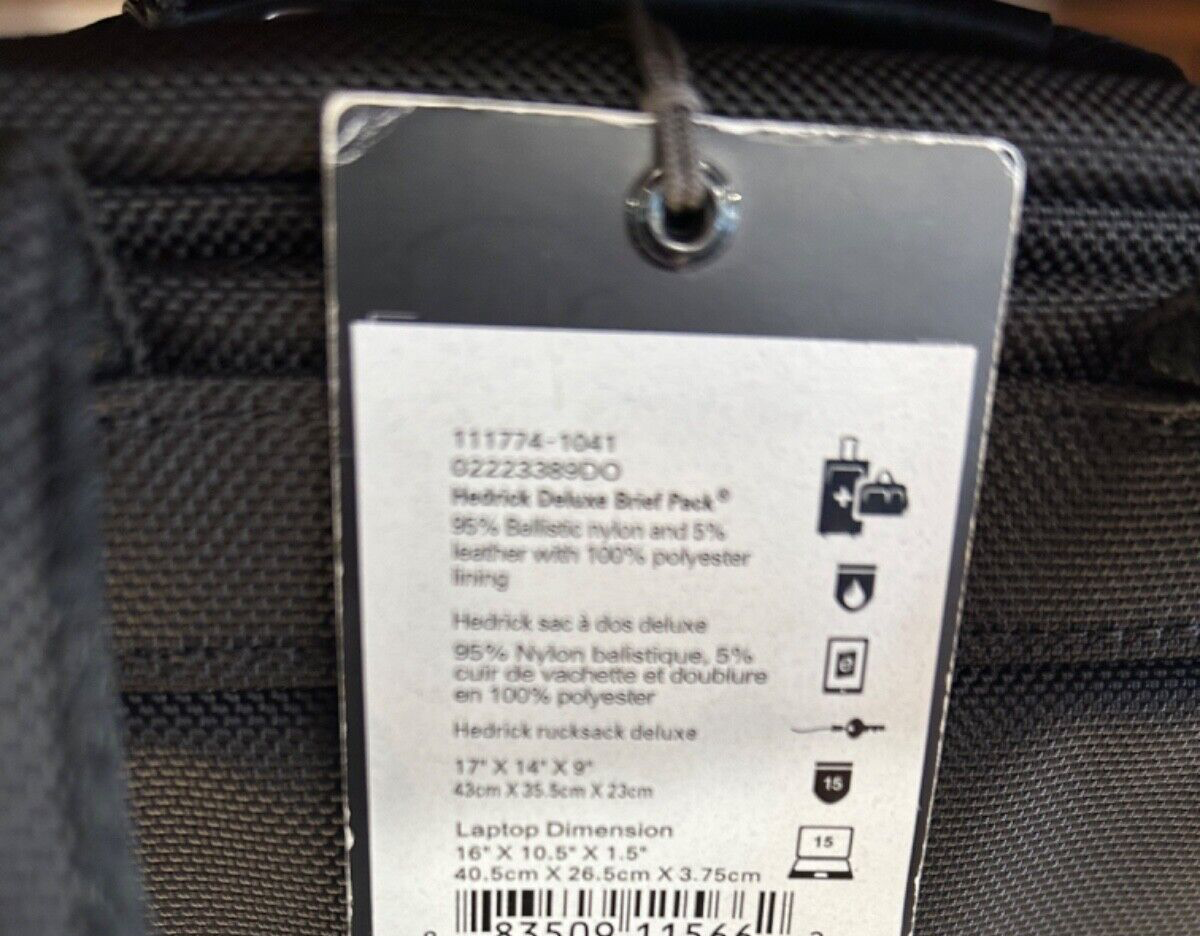 111774-1041
02223389DO
Hedrick Deluxe Brief Pack®
95% Ballistic nylon and 5%
leather with 100% polyester
lining
Hedrick sac à dos deluxe
95% Nylon balistique, 5%
cuir de vachette et doublure
en 100% polyester
Hedrick rucksack deluxe
17" X 14" X 9"
43cm X 35.5cm X 23cm
15
Laptop Dimension
15
16" X 10.5" X 1.5"
40.5cm X 26.5cm X 3.75cm
83509 11566